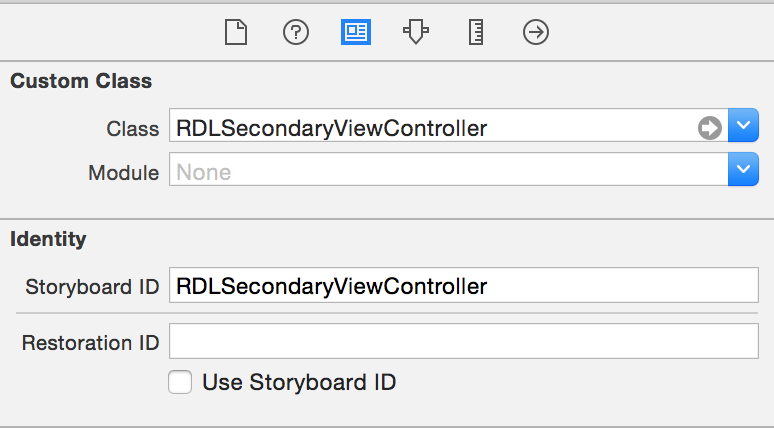 Custom Class
Class RDLSecondaryViewController
Module None
Identity
Storyboard ID RDLSecondaryViewController
Restoration ID
Use Storyboard ID